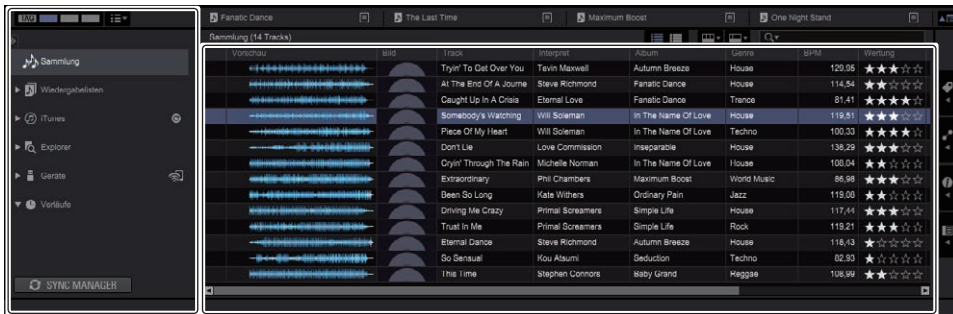 TAG
Fanatic Dance The Last Time Maximum Boost One Night Stand
Sammlung (14 Tracks)
Sammlung
Wiedergabelisten
iTunes
Explorer
Geräte
Verläufe
SYNC MANAGER
Vorschau Bild Track Interpret Album Genre BPM Wertung
Tryin' To Get Over You Tevin Maxwell Autumn Breeze House 129,95
At The End Of A Journe Steve Richmond Fanatic Dance House 114,54
Caught Up In A Crisis Eternal Love Fanatic Dance Trance 81,41
Somebody's Watching Will Soleman In The Name Of Love House 119,51
Piece Of My Heart Will Soleman In The Name Of Love Techno 100,33
Don't Lie Love Commission Inseparable House 138,29
Cryin' Through The Rain Michelle Norman In The Name Of Love House 108,04
Extraordinary Phil Chambers Maximum Boost World Music 86,98
Been So Long Kate Withers Ordinary Pain Jazz 119,08
Driving Me Crazy Primal Screamers Simple Life House 117,44
Trust In Me Primal Screamers Simple Life Rock 119,21
Eternal Dance Steve Richmond Autumn Breeze House 118,43
So Sensual Kou Atsumi Seduction Techno 82,93
This Time Stephen Connors Baby Grand Reggae 108,99